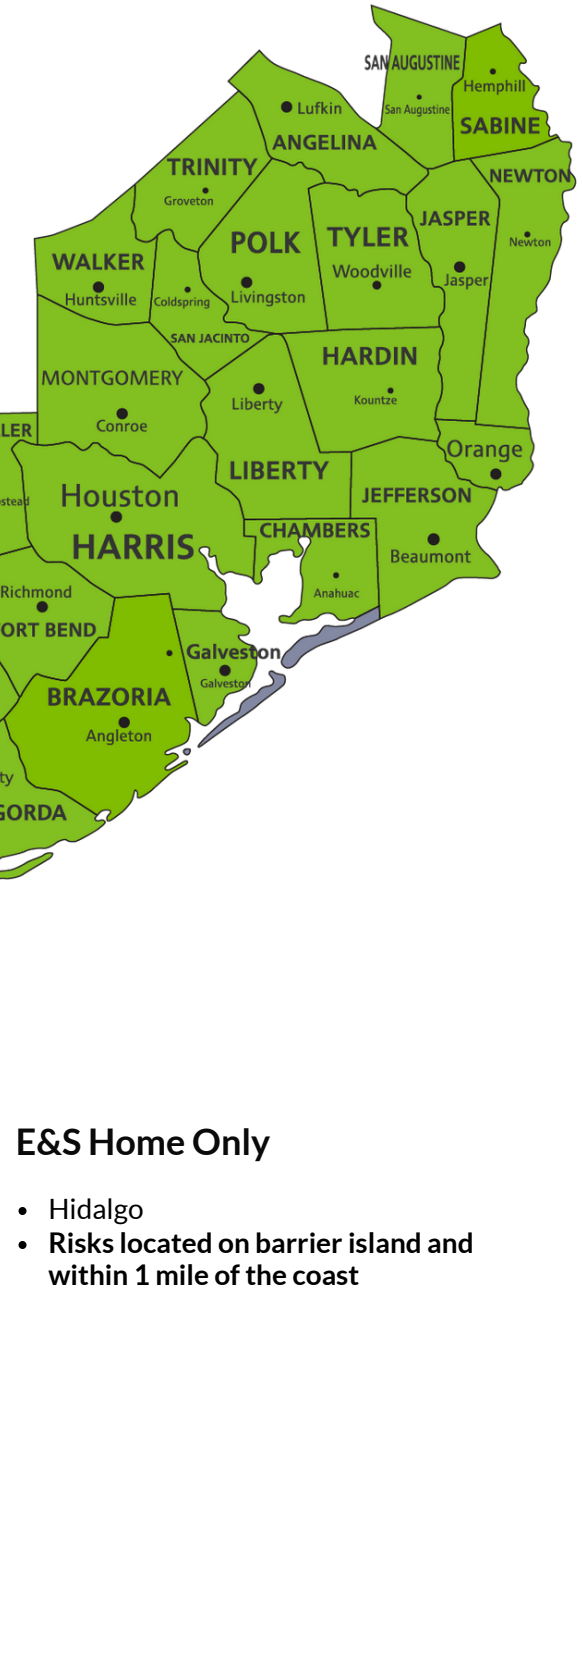 SAN AUGUSTINE
Hemphill
San Augustine
Lufkin
SABINE
ANGELINA
TRINITY
NEWTON
Groveton
JASPER
POLK
TYLER
Newton
WALKER
Woodville
Jasper
Huntsville
Coldspring
Livingston
SAN JACINTO
HARDIN
MONTGOMERY
Kountze
Liberty
Conroe
LER
Orange
LIBERTY
stead
Houston
JEFFERSON
CHAMBERS
HARRIS
Beaumont
Richmond
Anahuac
ORT BEND
Galveston
Galveston
BRAZORIA
Angleton
ty
GORDA
E&S Home Only
• Hidalgo
• Risks located on barrier island and
within 1 mile of the coast